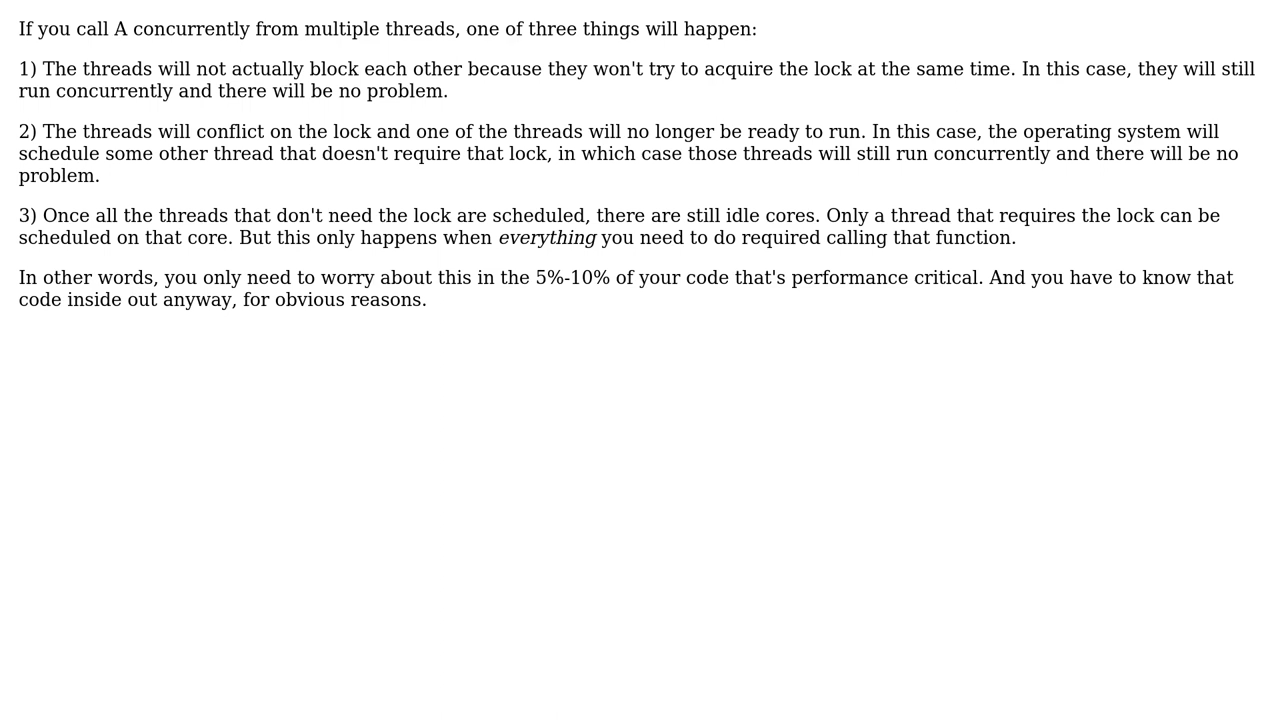 If you call A concurrently from multiple threads, one of three things will happen:
1) The threads will not actually block each other because they won't try to acquire the lock at the same time. In this case, they will still
run concurrently and there will be no problem.
2) The threads will conflict on the lock and one of the threads will no longer be ready to run. In this case, the operating system will
schedule some other thread that doesn't require that lock, in which case those threads will still run concurrently and there will be no
problem.
3) Once all the threads that don't need the lock are scheduled, there are still idle cores. Only a thread that requires the lock can be
scheduled on that core. But this only happens when everything you need to do required calling that function.
In other words, you only need to worry about this in the 5%-10% of your code that's performance critical. And you have to know that
code inside out anyway, for obvious reasons.